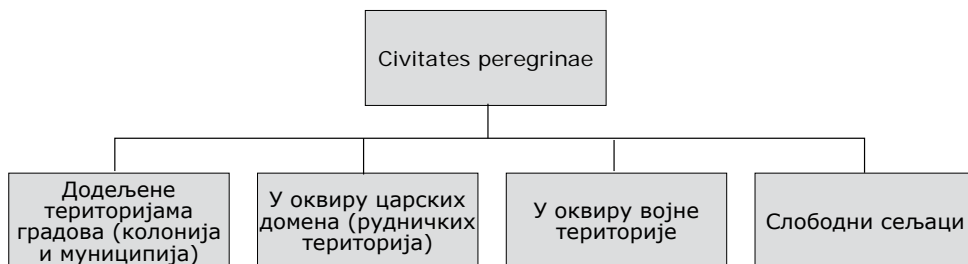 Civitates peregrinae
Додељене
територијама
градова (колонија
и муниципија)
У оквиру царских
домена (рудничких
територија)
У оквиру војне
територије
Слободни сељаци